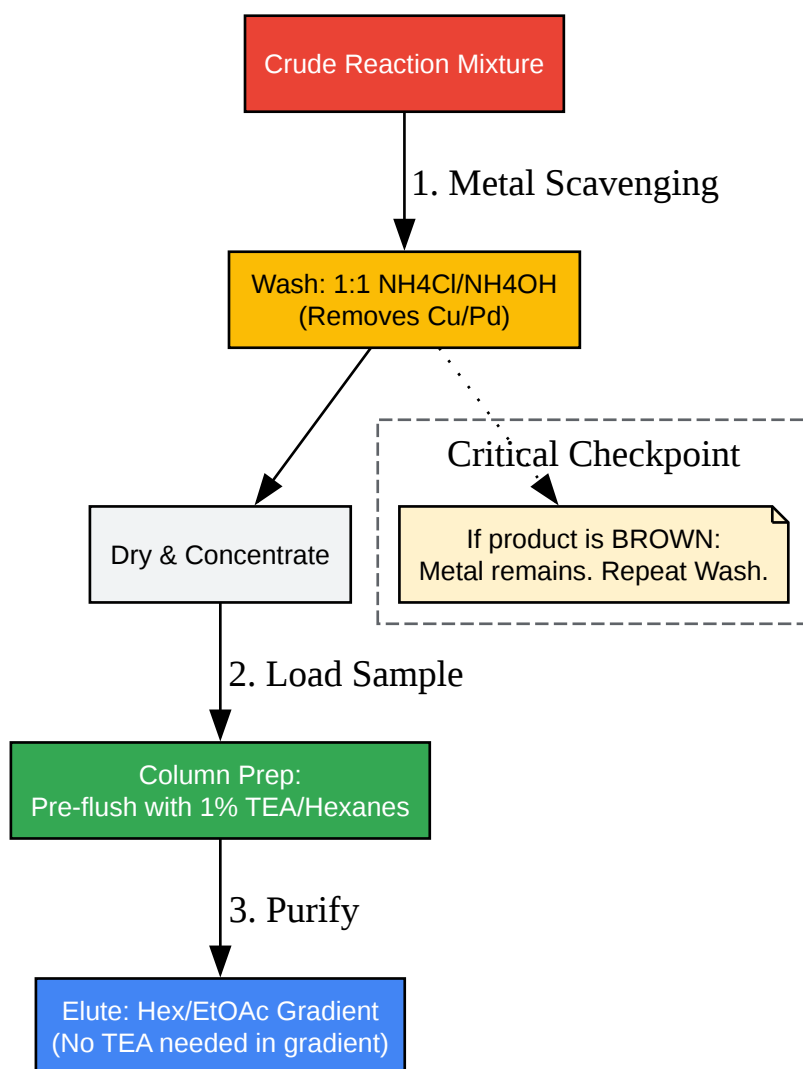 Crude Reaction Mixture
1. Metal Scavenging
Wash: 1:1 NH4Cl/NH4OH
(Removes Cu/Pd)
Critical Checkpoint
Dry & Concentrate
If product is BROWN:
Metal remains. Repeat Wash.
2. Load Sample
Column Prep:
Pre-flush with 1% TEA/Hexanes
3. Purify
Elute: Hex/EtOAc Gradient
(No TEA needed in gradient)